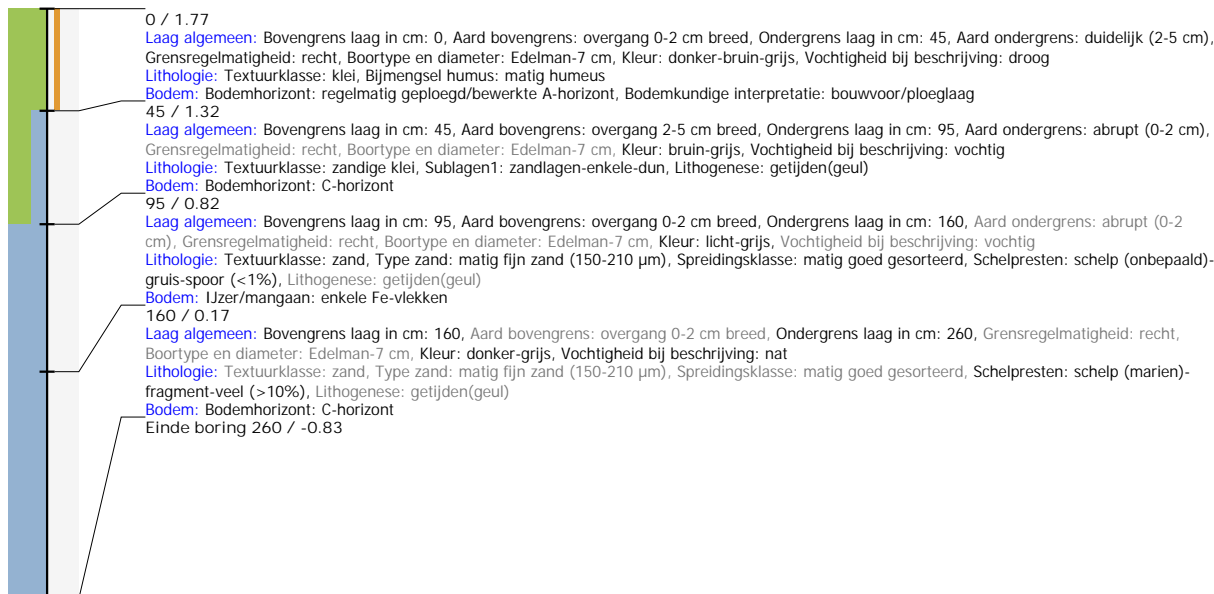 0 / 1.77
Laag algemeen: Bovengrens laag in cm: 0, Aard bovengrens: overgang 0-2 cm breed, Ondergrens laag in cm: 45, Aard ondergrens: duidelijk (2-5 cm),
Grensregelmatigheid: recht, Boortype en diameter: Edelman-7 cm, Kleur: donker-bruin-grijs, Vochtigheid bij beschrijving: droog
Lithologie: Textuurklasse: klei, Bijmengsel humus: matig humeus
Bodem: Bodemhorizont: regelmatig geploegd/bewerkte A-horizont, Bodemkundige interpretatie: bouwvoor/ploeglaag
45 / 1.32
Laag algemeen: Bovengrens laag in cm: 45, Aard bovengrens: overgang 2-5 cm breed, Ondergrens laag in cm: 95, Aard ondergrens: abrupt (0-2 cm),
Grensregelmatigheid: recht, Boortype en diameter: Edelman-7 cm, Kleur: bruin-grijs, Vochtigheid bij beschrijving: vochtig
Lithologie: Textuurklasse: zandige klei, Sublagen1: zandlagen-enkele-dun, Lithogenese: getijden(geul)
Bodem: Bodemhorizont: C-horizont
95 / 0.82
Laag algemeen: Bovengrens laag in cm: 95, Aard bovengrens: overgang 0-2 cm breed, Ondergrens laag in cm: 160, Aard ondergrens: abrupt (0-2
cm), Grensregelmatigheid: recht, Boortype en diameter: Edelman-7 cm, Kleur: licht-grijs, Vochtigheid bij beschrijving: vochtig
Lithologie: Textuurklasse: zand, Type zand: matig fijn zand (150-210 µm), Spreidingsklasse: matig goed gesorteerd, Schelpresten: schelp (onbepaald)-
gruis-spoor (<1%), Lithogenese: getijden(geul)
Bodem: IJzer/mangaan: enkele Fe-vlekken
160 / 0.17
Laag algemeen: Bovengrens laag in cm: 160, Aard bovengrens: overgang 0-2 cm breed, Ondergrens laag in cm: 260, Grensregelmatigheid: recht,
Boortype en diameter: Edelman-7 cm, Kleur: donker-grijs, Vochtigheid bij beschrijving: nat
Lithologie: Textuurklasse: zand, Type zand: matig fijn zand (150-210 µm), Spreidingsklasse: matig goed gesorteerd, Schelpresten: schelp (marien)-
fragment-veel (>10%), Lithogenese: getijden(geul)
Bodem: Bodemhorizont: C-horizont
Einde boring 260 / -0.83